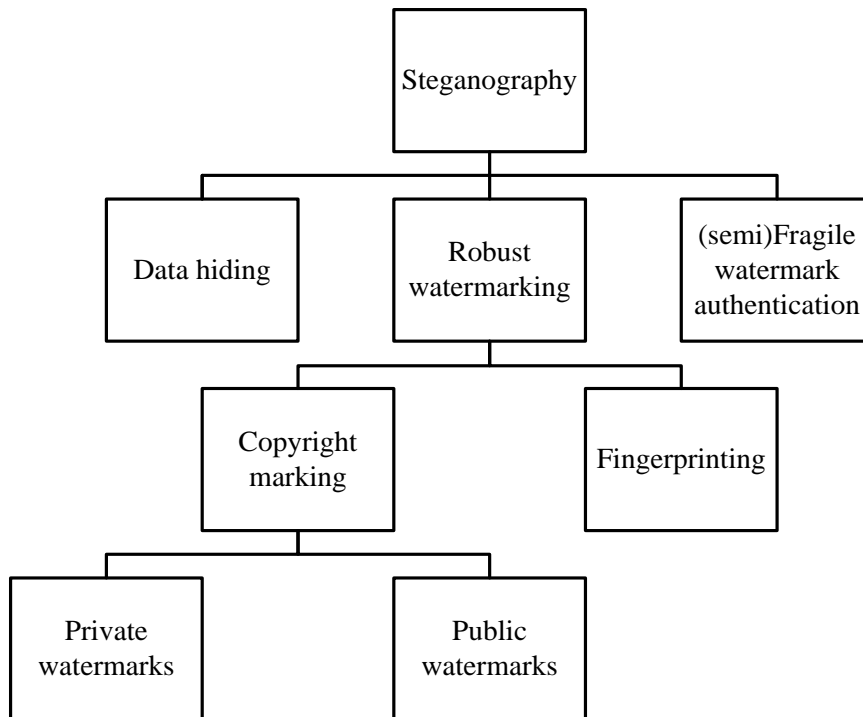 Steganography
Data hiding
Robust
watermarking
(semi)Fragile
watermark
authentication
Copyright
marking
Fingerprinting
Private
watermarks
Public
watermarks